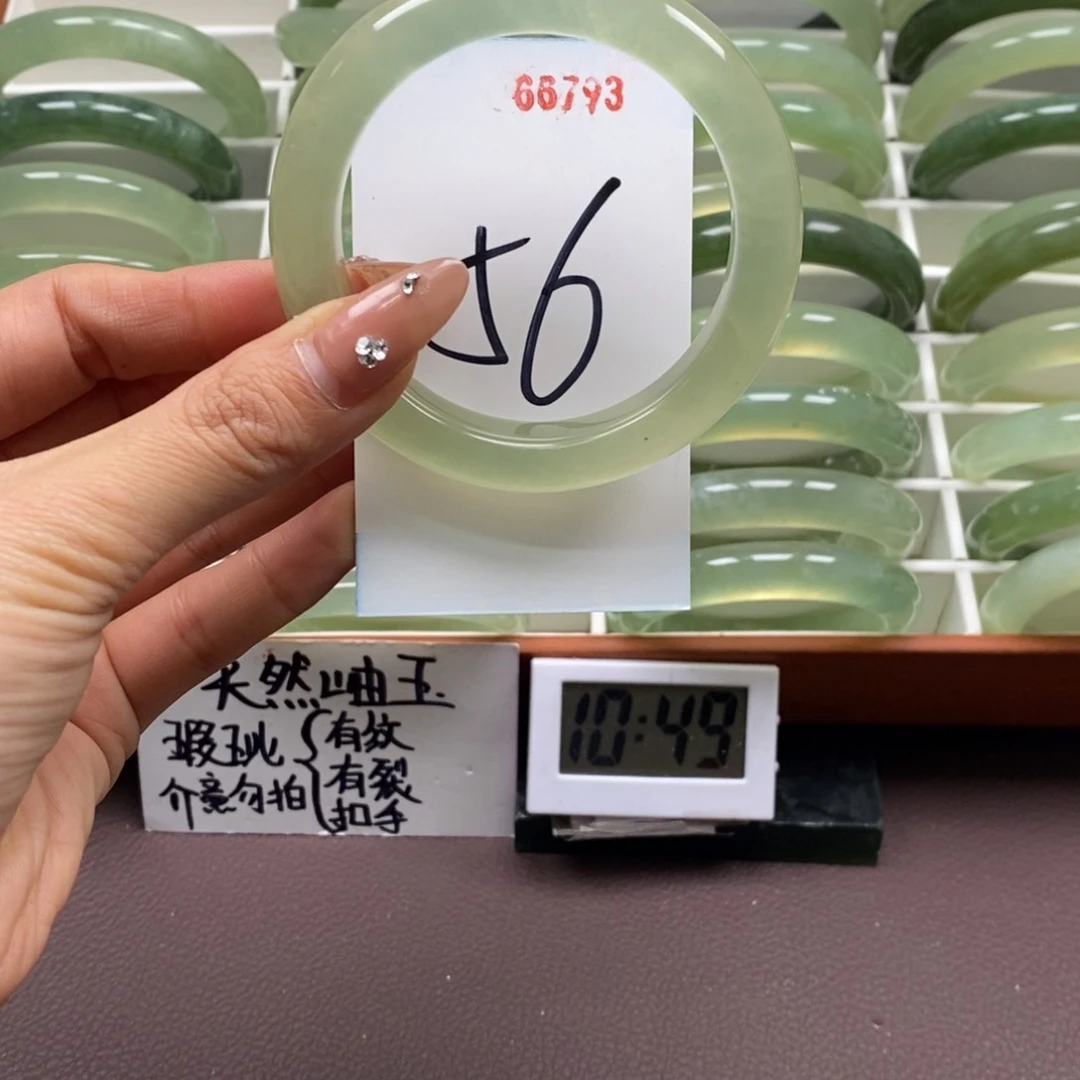 66793
56
天然岫玉
瑕玼 { 有纹
介意勿拍 有裂
扣手
10:49